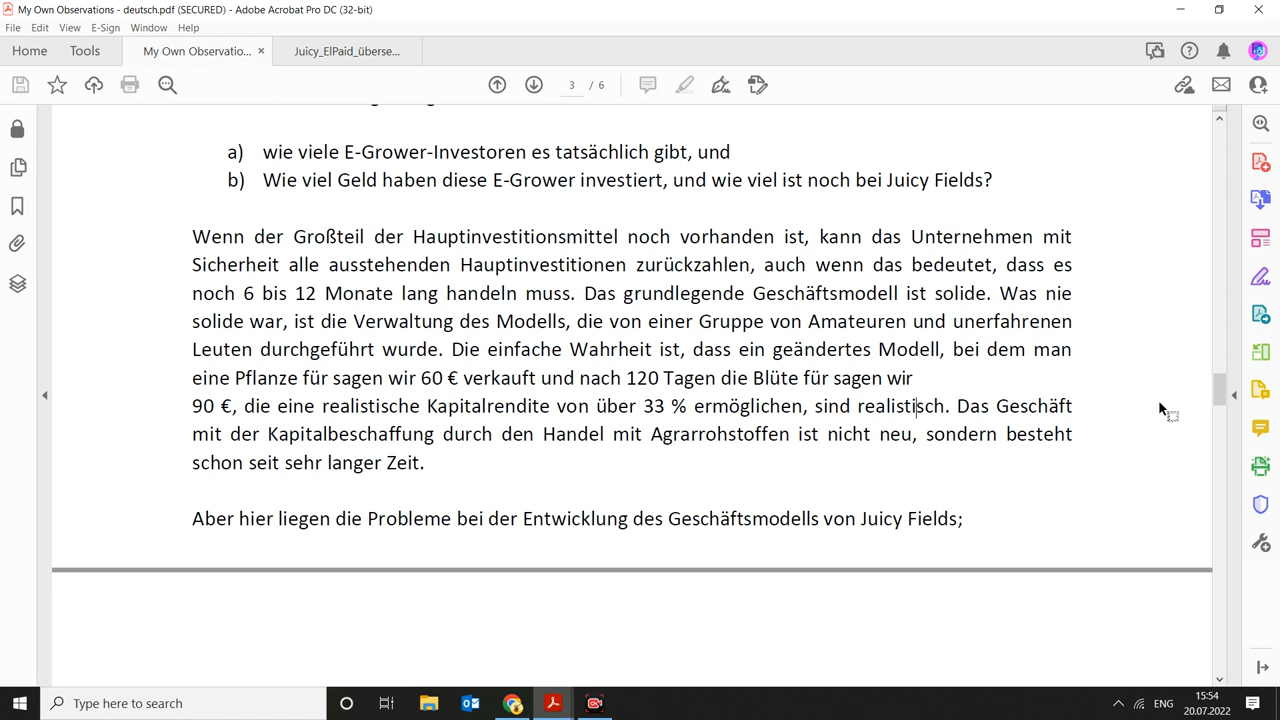 My Own Observations - deutsch.pdf (SECURED) - Adobe Acrobat Pro DC (32-bit)
File Edit View E-Sign Window Help
Home Tools My Own Observatio... × Juicy_ElPaid_überse...
3 / 6
a) wie viele E-Grower-Investoren es tatsächlich gibt, und
b) Wie viel Geld haben diese E-Grower investiert, und wie viel ist noch bei Juicy Fields?
Wenn der Großteil der Hauptinvestitionsmittel noch vorhanden ist, kann das Unternehmen mit
Sicherheit alle ausstehenden Hauptinvestitionen zurückzahlen, auch wenn das bedeutet, dass es
noch 6 bis 12 Monate lang handeln muss. Das grundlegende Geschäftsmodell ist solide. Was nie
solide war, ist die Verwaltung des Modells, die von einer Gruppe von Amateuren und unerfahrenen
Leuten durchgeführt wurde. Die einfache Wahrheit ist, dass ein geändertes Modell, bei dem man
eine Pflanze für sagen wir 60 € verkauft und nach 120 Tagen die Blüte für sagen wir
90 €, die eine realistische Kapitalrendite von über 33 % ermöglichen, sind realistisch. Das Geschäft
mit der Kapitalbeschaffung durch den Handel mit Agrarrohstoffen ist nicht neu, sondern besteht
schon seit sehr langer Zeit.
Aber hier liegen die Probleme bei der Entwicklung des Geschäftsmodells von Juicy Fields;
Type here to search
ENG
15:54
20.07.2022